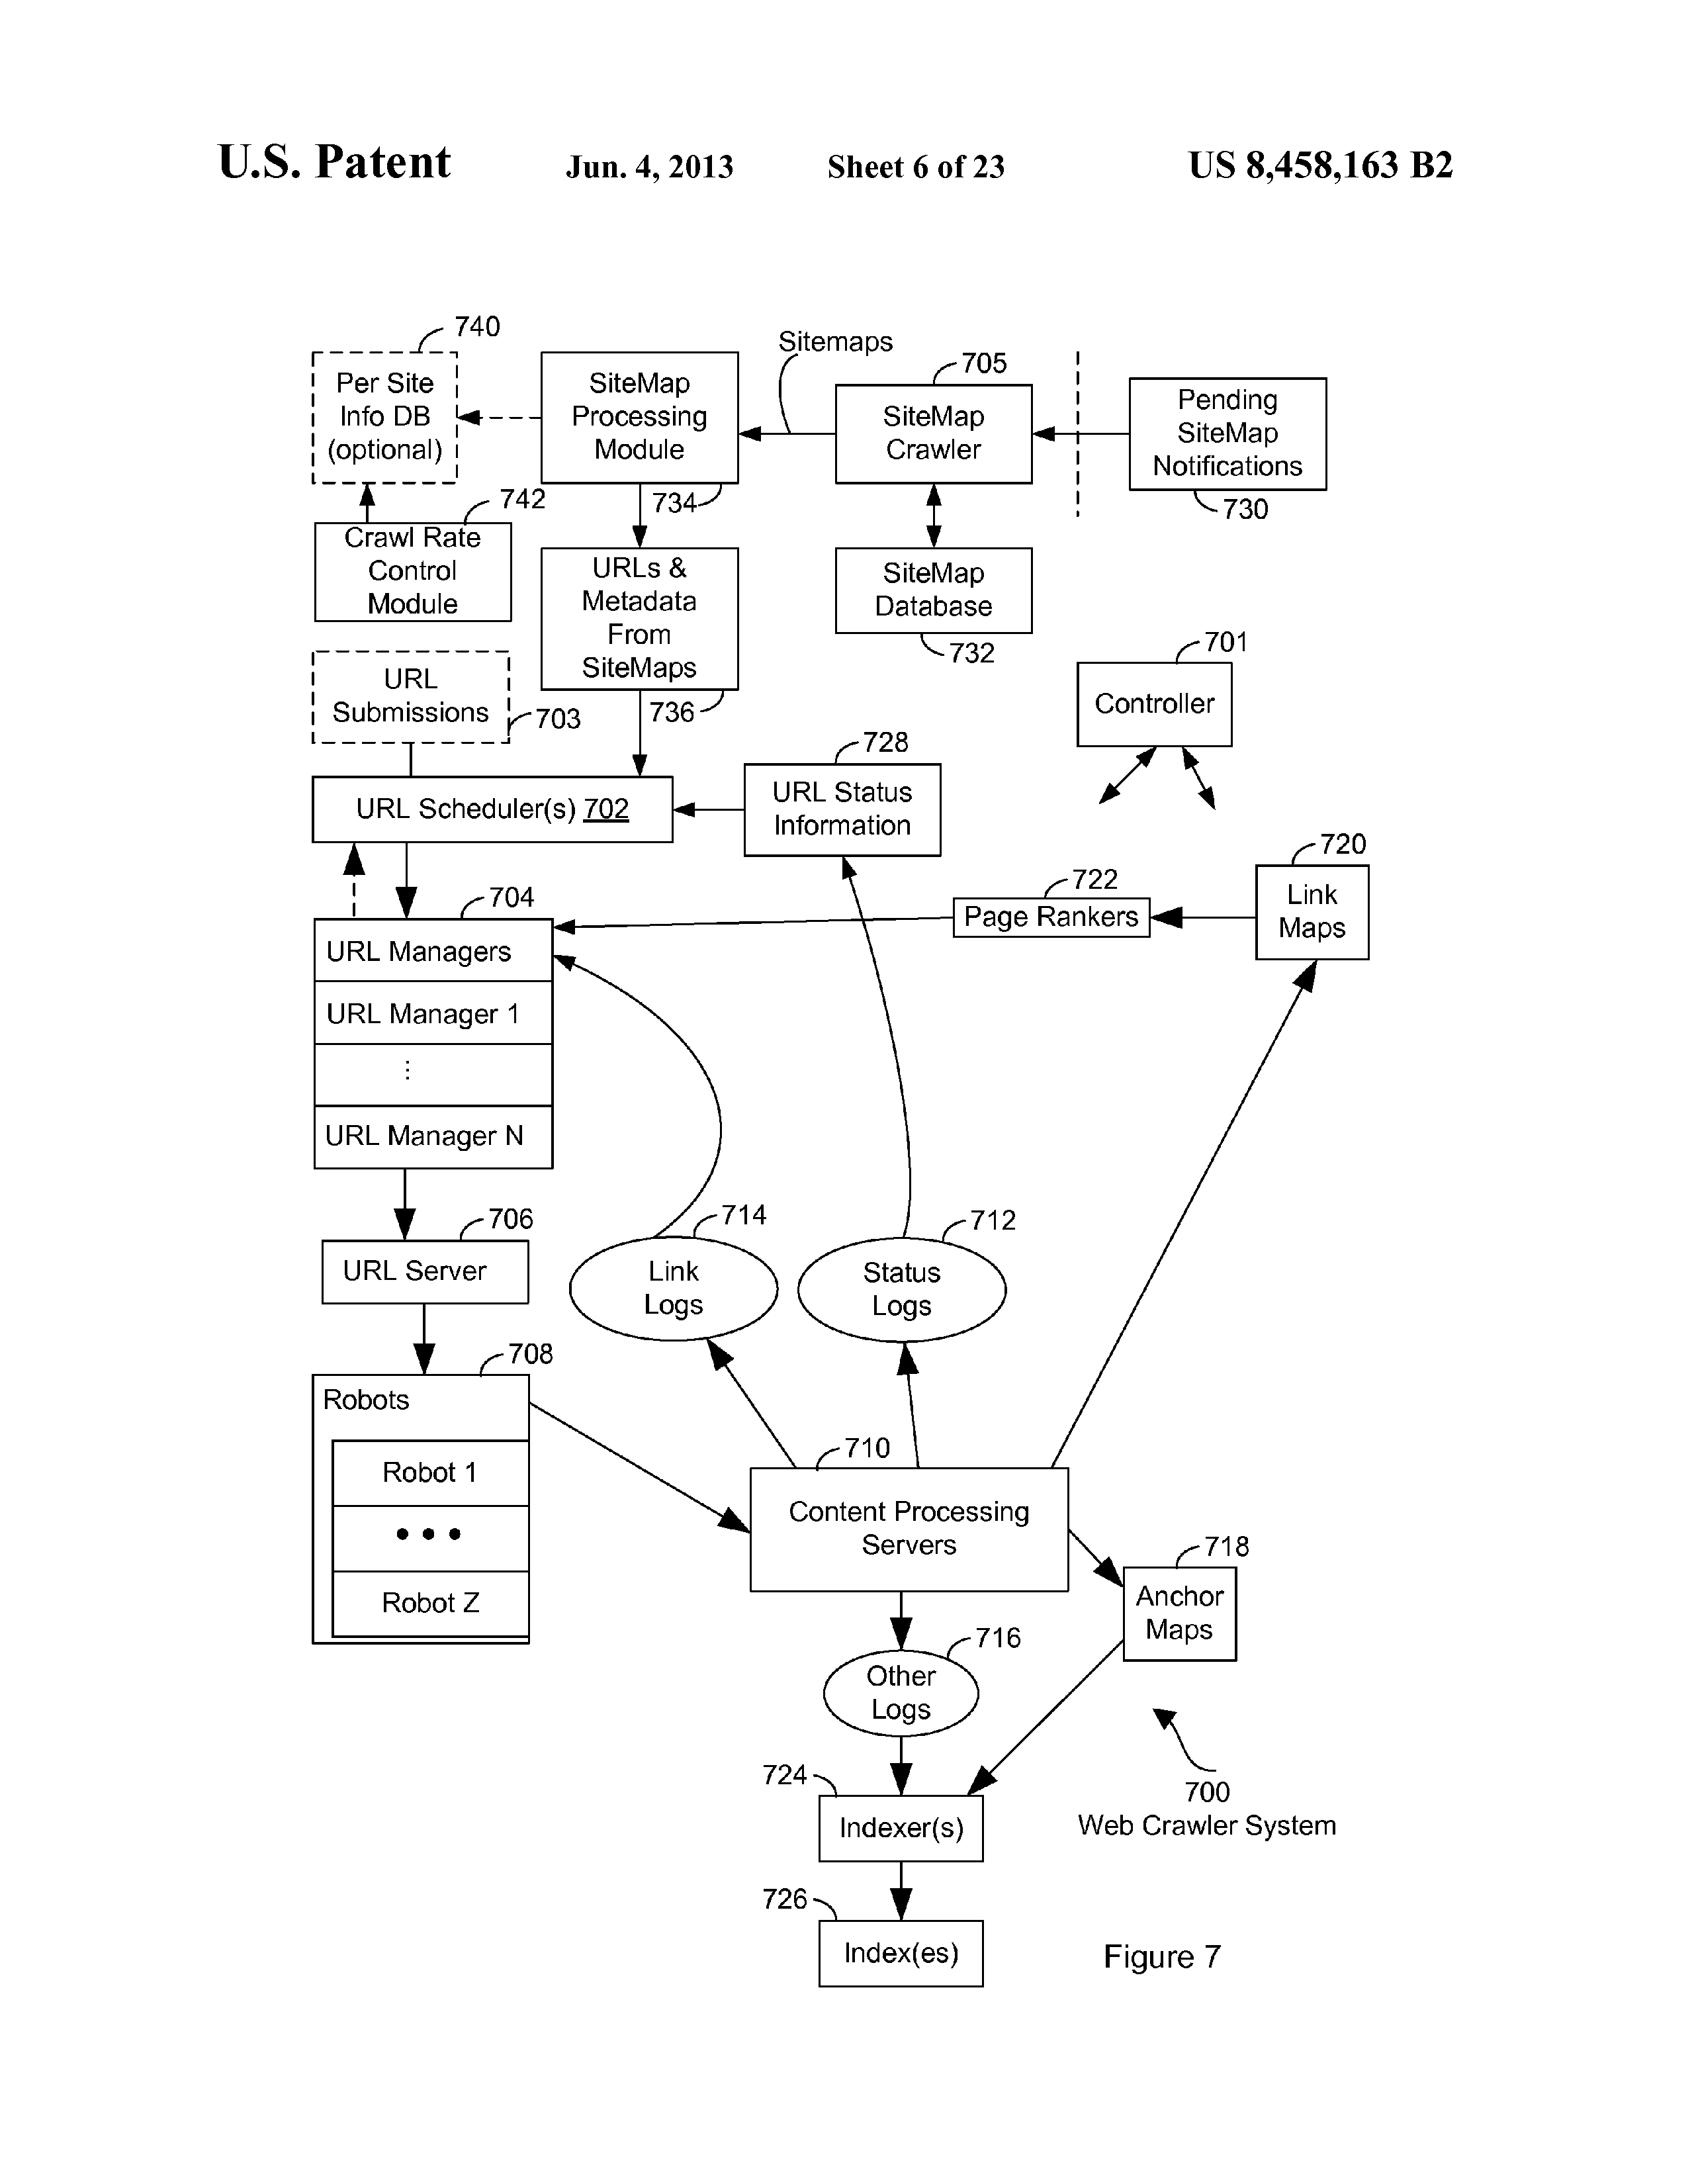 U.S. Patent Jun. 4, 2013 Sheet 6 of 23 US 8,458,163 B2
740
Per Site
Info DB
(optional)
SiteMap
Processing
Module
734
Sitemaps
705
SiteMap
Crawler
Pending
SiteMap
Notifications
730
742
Crawl Rate
Control
Module
URLs &
Metadata
From
SiteMaps
736
SiteMap
Database
732
701
Controller
URL
Submissions
703
URL Scheduler(s) 702
728
URL Status
Information
720
Link
Maps
722
Page Rankers
704
URL Managers
URL Manager 1
⋮
URL Manager N
706
URL Server
714
Link
Logs
712
Status
Logs
708
Robots
Robot 1
• • •
Robot Z
710
Content Processing
Servers
718
Anchor
Maps
716
Other
Logs
724
Indexer(s)
700
Web Crawler System
726
Index(es)
Figure 7